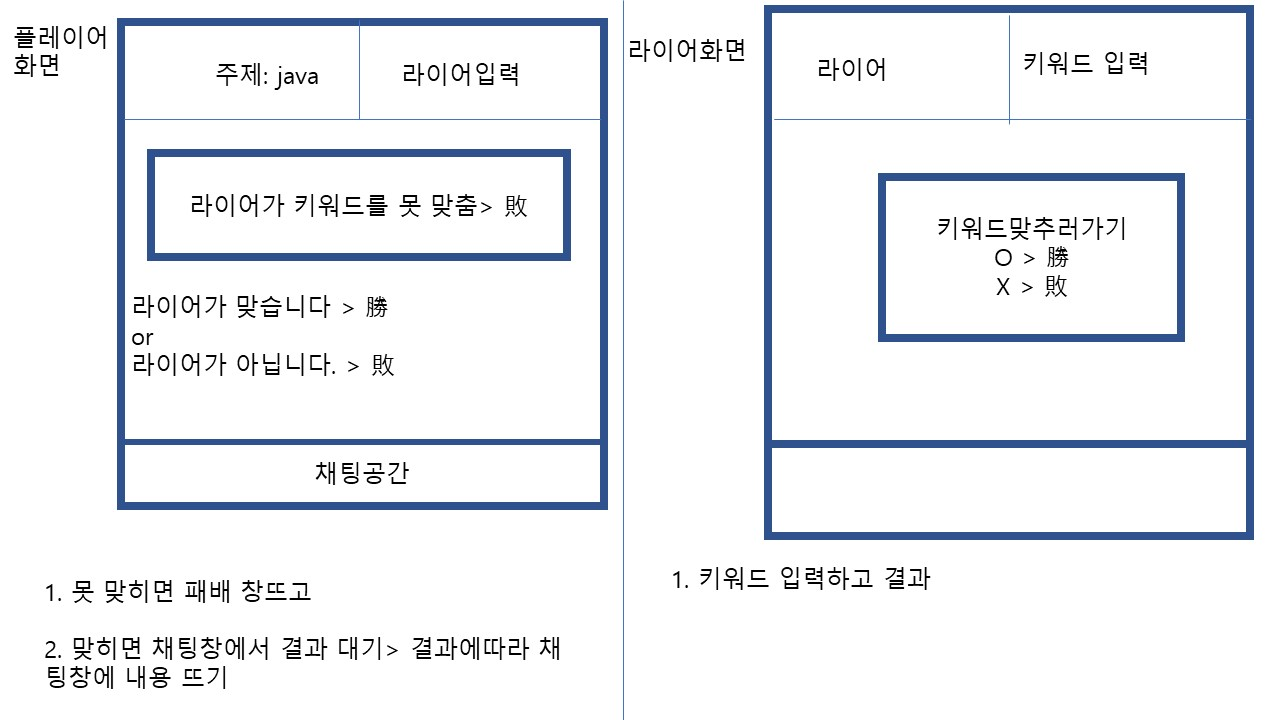 플레이어
화면
주제: java
라이어입력
라이어가 키워드를 못 맞춤> 敗
라이어가 맞습니다 > 勝
or
라이어가 아닙니다. > 敗
채팅공간
1. 못 맞히면 패배 창뜨고
2. 맞히면 채팅창에서 결과 대기> 결과에따라 채
팅창에 내용 뜨기
라이어화면
라이어
키워드 입력
키워드맞추러가기
O > 勝
X > 敗
1. 키워드 입력하고 결과